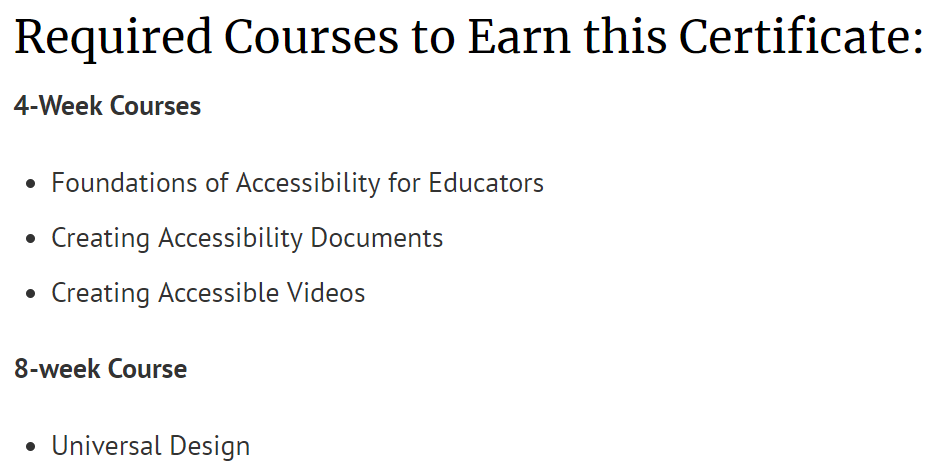 Required Courses to Earn this Certificate:
4-Week Courses
• Foundations of Accessibility for Educators
• Creating Accessibility Documents
• Creating Accessible Videos
8-week Course
• Universal Design